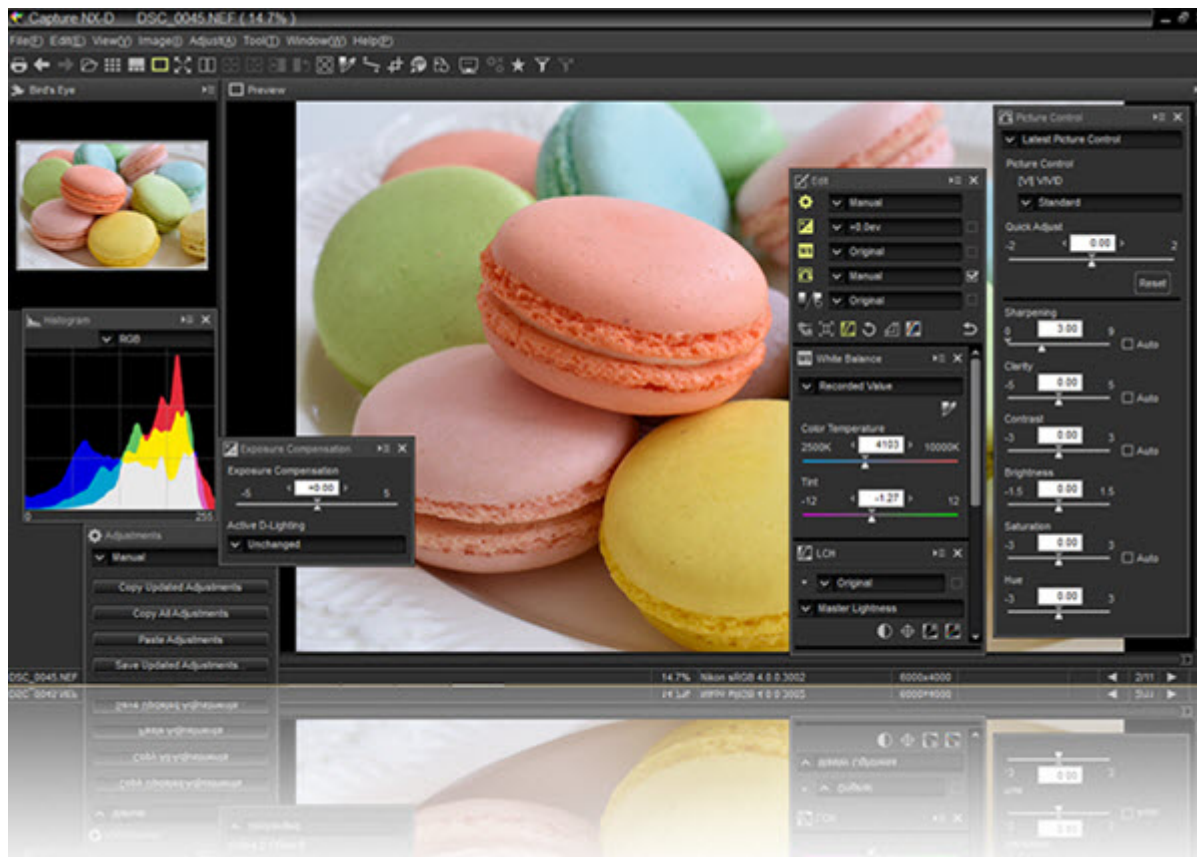 Capture NX-D DSC_0045.NEF ( 14.7% )
File(F) Edit(E) View(V) Image(I) Adjust(A) Tool(T) Window(W) Help(P)
Bird's Eye
Preview
Histogram
RGB
0 255
Adjustments
Manual
Copy Updated Adjustments
Copy All Adjustments
Paste Adjustments
Save Updated Adjustments
Exposure Compensation
Exposure Compensation
-5 +0.00 5
Active D-Lighting
Unchanged
Edit
Manual
+0.0ev
WB Original
Manual
Original
WB White Balance
Recorded Value
Color Temperature
2500K 4103 10000K
Tint
-12 -1.27 12
LCH
Original
Master Lightness
Picture Control
Latest Picture Control
Picture Control
[VI] VIVID
Standard
Quick Adjust
-2 0.00 2
Reset
Sharpening
0 3.00 9
Auto
Clarity
-5 0.00 5
Auto
Contrast
-3 0.00 3
Auto
Brightness
-1.5 0.00 1.5
Saturation
-3 0.00 3
Auto
Hue
-3 0.00 3
DSC_0045.NEF 14.7% Nikon sRGB 4.0.0.3002 6000x4000 2/11